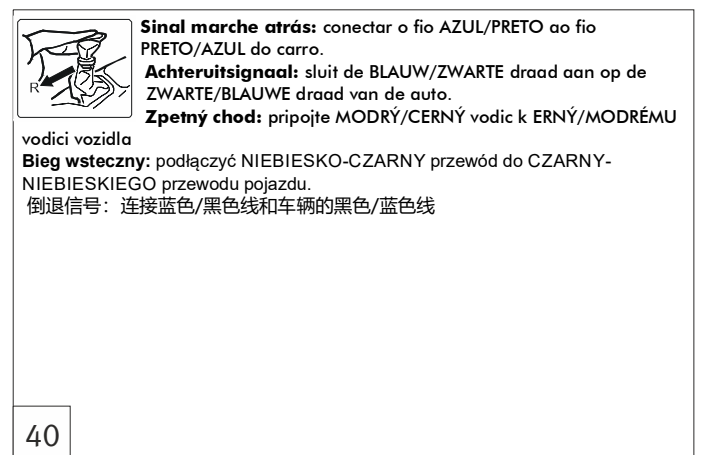 Sinal marche atrás: conectar o fio AZUL/PRETO ao fio
PRETO/AZUL do carro.
Achteruitsignaal: sluit de BLAUW/ZWARTE draad aan op de
ZWARTE/BLAUWE draad van de auto.
Zpetný chod: pripojte MODRÝ/CERNÝ vodic k ERNÝ/MODRÉMU
vodici vozidla
Bieg wsteczny: podłączyć NIEBIESKO-CZARNY przewód do CZARNY-
NIEBIESKIEGO przewodu pojazdu.
倒退信号：连接蓝色/黑色线和车辆的黑色/蓝色线
R
40